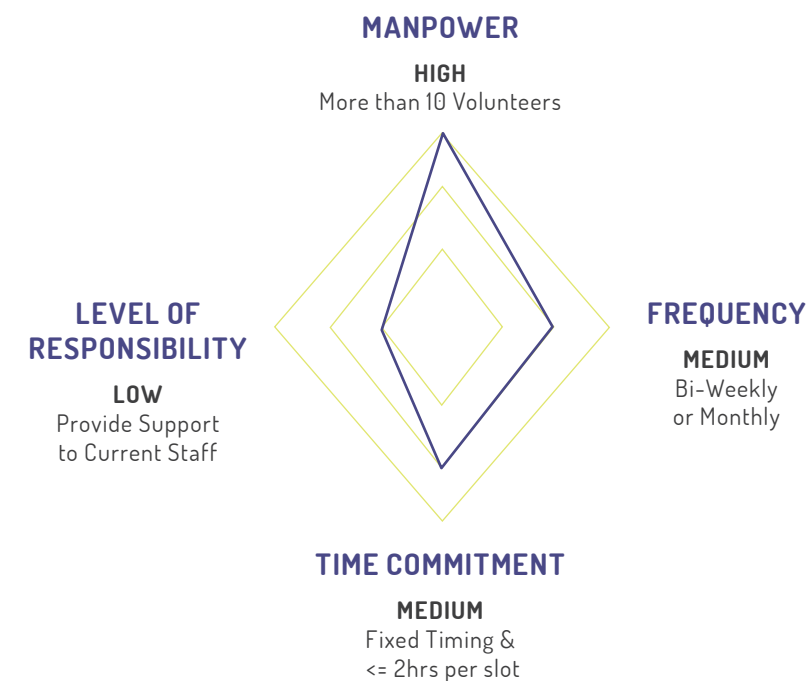 MANPOWER
HIGH
More than 10 Volunteers
LEVEL OF
RESPONSIBILITY
LOW
Provide Support
to Current Staff
FREQUENCY
MEDIUM
Bi-Weekly
or Monthly
TIME COMMITMENT
MEDIUM
Fixed Timing &
<= 2hrs per slot